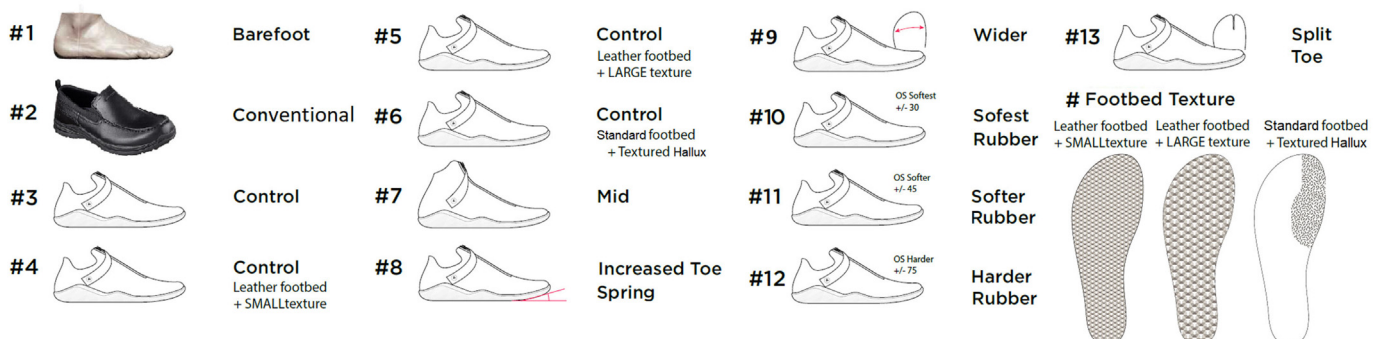 #1
Barefoot
#2
Conventional
#3
Control
#4
Control
Leather footbed
+ SMALLtexture
#5
Control
Leather footbed
+ LARGE texture
#6
Control
Standard footbed
+ Textured Hallux
#7
Mid
#8
Increased Toe
Spring
#9
Wider
#10
OS Softest
+/- 30
Sofest
Rubber
#11
OS Softer
+/- 45
Softer
Rubber
#12
OS Harder
+/- 75
Harder
Rubber
#13
Split
Toe
# Footbed Texture
Leather footbed
+ SMALLtexture
Leather footbed
+ LARGE texture
Standard footbed
+ Textured Hallux